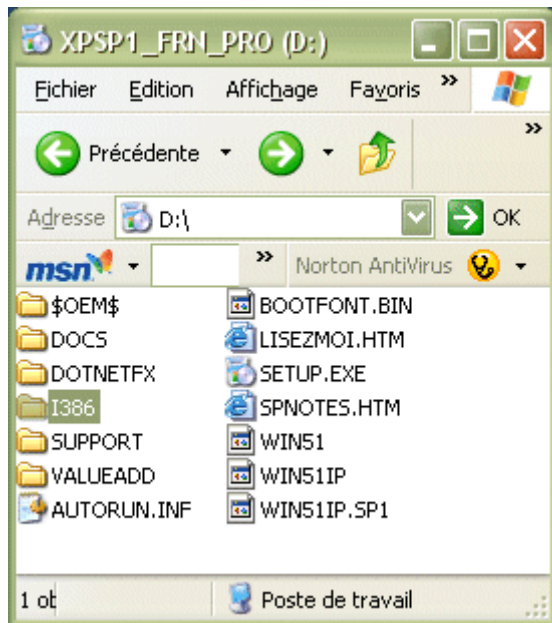 XPSP1_FRN_PRO (D:)
Fichier Edition Affichage Favoris »
Précédente »
Adresse D:\ OK
msn » Norton AntiVirus
$OEM$ BOOTFONT.BIN
DOCS LISEZMOI.HTM
DOTNETFX SETUP.EXE
I386 SPNOTES.HTM
SUPPORT WIN51
VALUEADD WIN51IP
AUTORUN.INF WIN51IP.SP1
1 ob Poste de travail